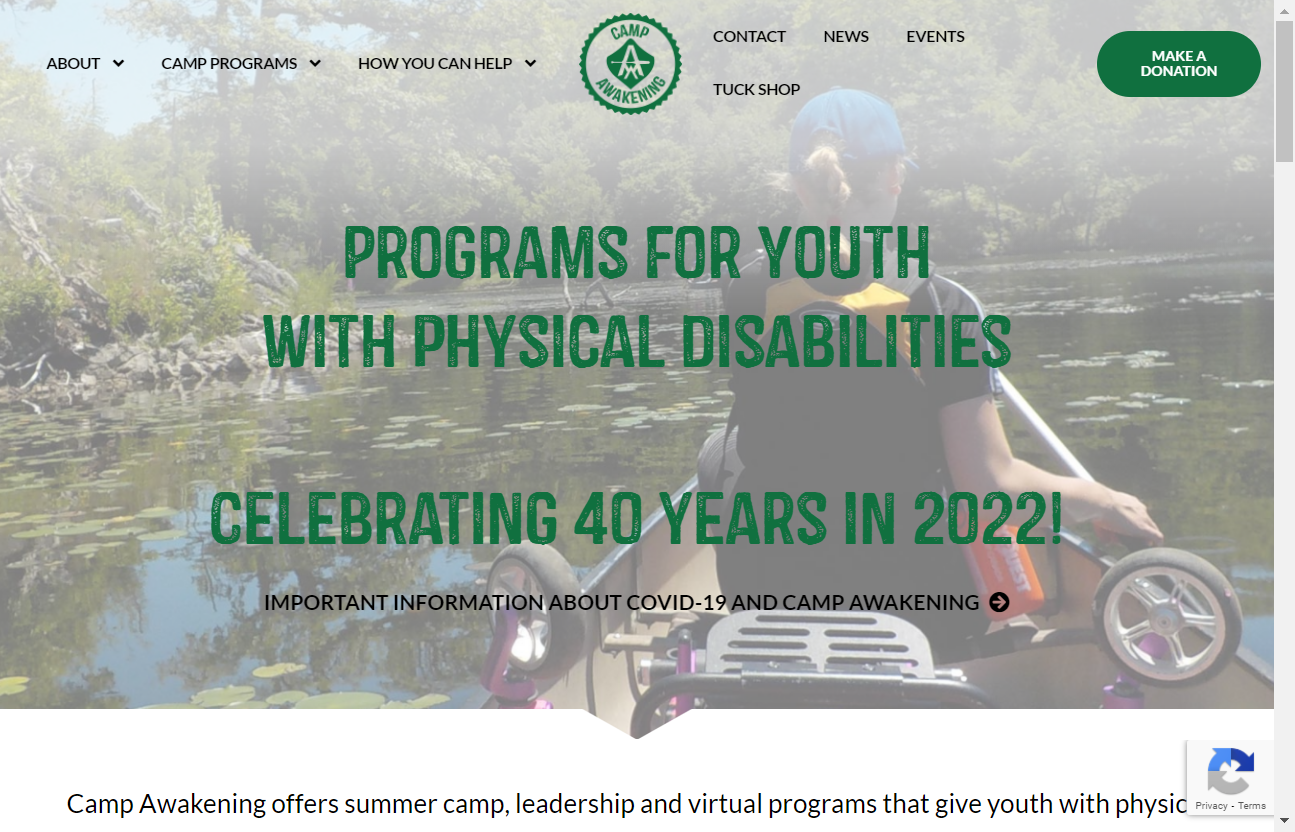 ABOUT
CAMP PROGRAMS
HOW YOU CAN HELP
CAMP
AWAKENING
CONTACT
NEWS
EVENTS
TUCK SHOP
MAKE A
DONATION
PROGRAMS FOR YOUTH
WITH PHYSICAL DISABILITIES
CELEBRATING 40 YEARS IN 2022!
IMPORTANT INFORMATION ABOUT COVID-19 AND CAMP AWAKENING
Camp Awakening offers summer camp, leadership and virtual programs that give youth with physic
Privacy - Terms